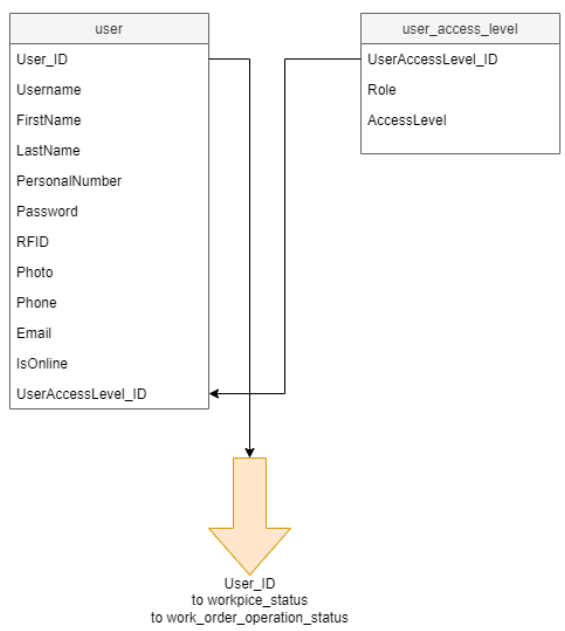 user
User_ID
Username
FirstName
LastName
PersonalNumber
Password
RFID
Photo
Phone
Email
IsOnline
UserAccessLevel_ID
user_access_level
UserAccessLevel_ID
Role
AccessLevel
User_ID
to workpice_status
to work_order_operation_status